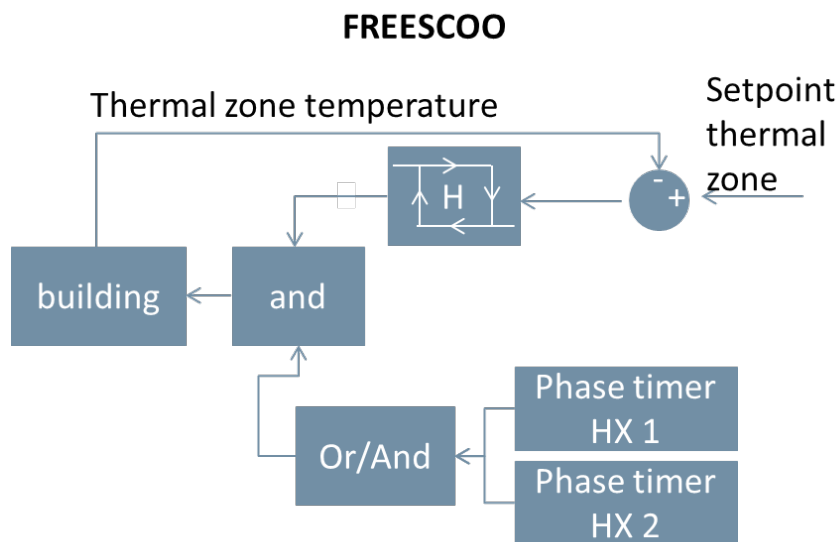 FREESCOO
Thermal zone temperature
Setpoint
thermal
zone
H
-
+
building
and
Or/And
Phase timer
HX 1
Phase timer
HX 2